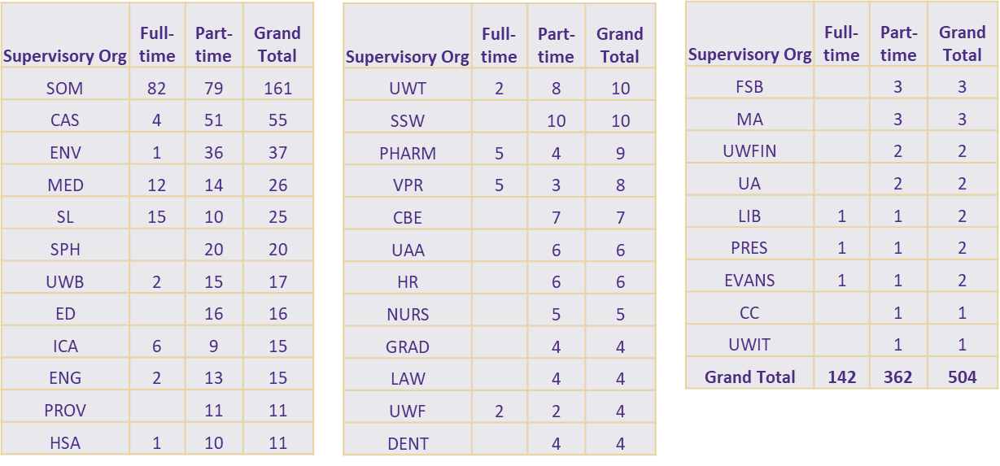 Supervisory Org Full-time Part-time Grand Total
SOM 82 79 161
CAS 4 51 55
ENV 1 36 37
MED 12 14 26
SL 15 10 25
SPH 20 20
UWB 2 15 17
ED 16 16
ICA 6 9 15
ENG 2 13 15
PROV 11 11
HSA 1 10 11
Supervisory Org Full-time Part-time Grand Total
UWT 2 8 10
SSW 10 10
PHARM 5 4 9
VPR 5 3 8
CBE 7 7
UAA 6 6
HR 6 6
NURS 5 5
GRAD 4 4
LAW 4 4
UWF 2 2 4
DENT 4 4
Supervisory Org Full-time Part-time Grand Total
FSB 3 3
MA 3 3
UWFIN 2 2
UA 2 2
LIB 1 1 2
PRES 1 1 2
EVANS 1 1 2
CC 1 1
UWIT 1 1
Grand Total 142 362 504